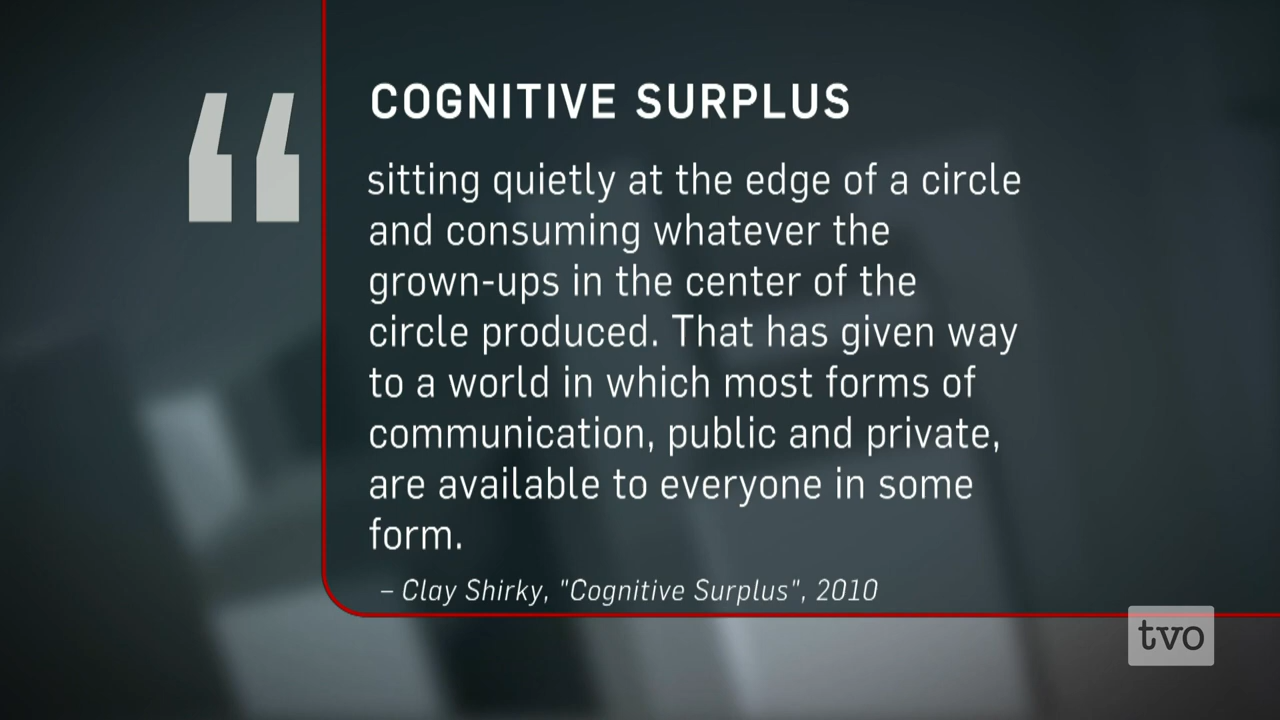 “
COGNITIVE SURPLUS
sitting quietly at the edge of a circle
and consuming whatever the
grown-ups in the center of the
circle produced. That has given way
to a world in which most forms of
communication, public and private,
are available to everyone in some
form.
– Clay Shirky, "Cognitive Surplus", 2010
tvo